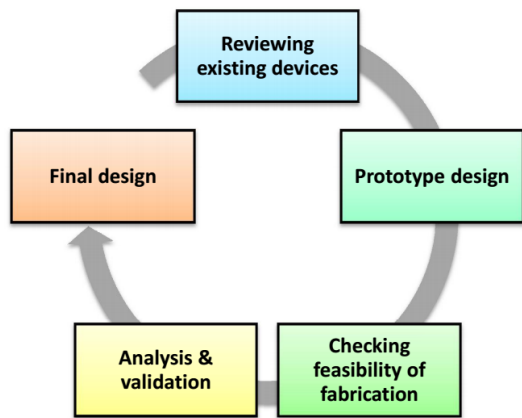 Reviewing
existing devices
Prototype design
Checking
feasibility of
fabrication
Analysis &
validation
Final design